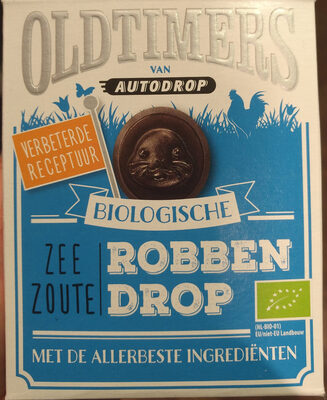 OLDTIMERS
VAN
AUTODROP
VERBETERDE
RECEPTUUR
BIOLOGISCHE
ZEE
ZOUTE
ROBBEN
DROP
(NL-BIO-01)
EU/niet-EU Landbouw
MET DE ALLERBESTE INGREDIËNTEN